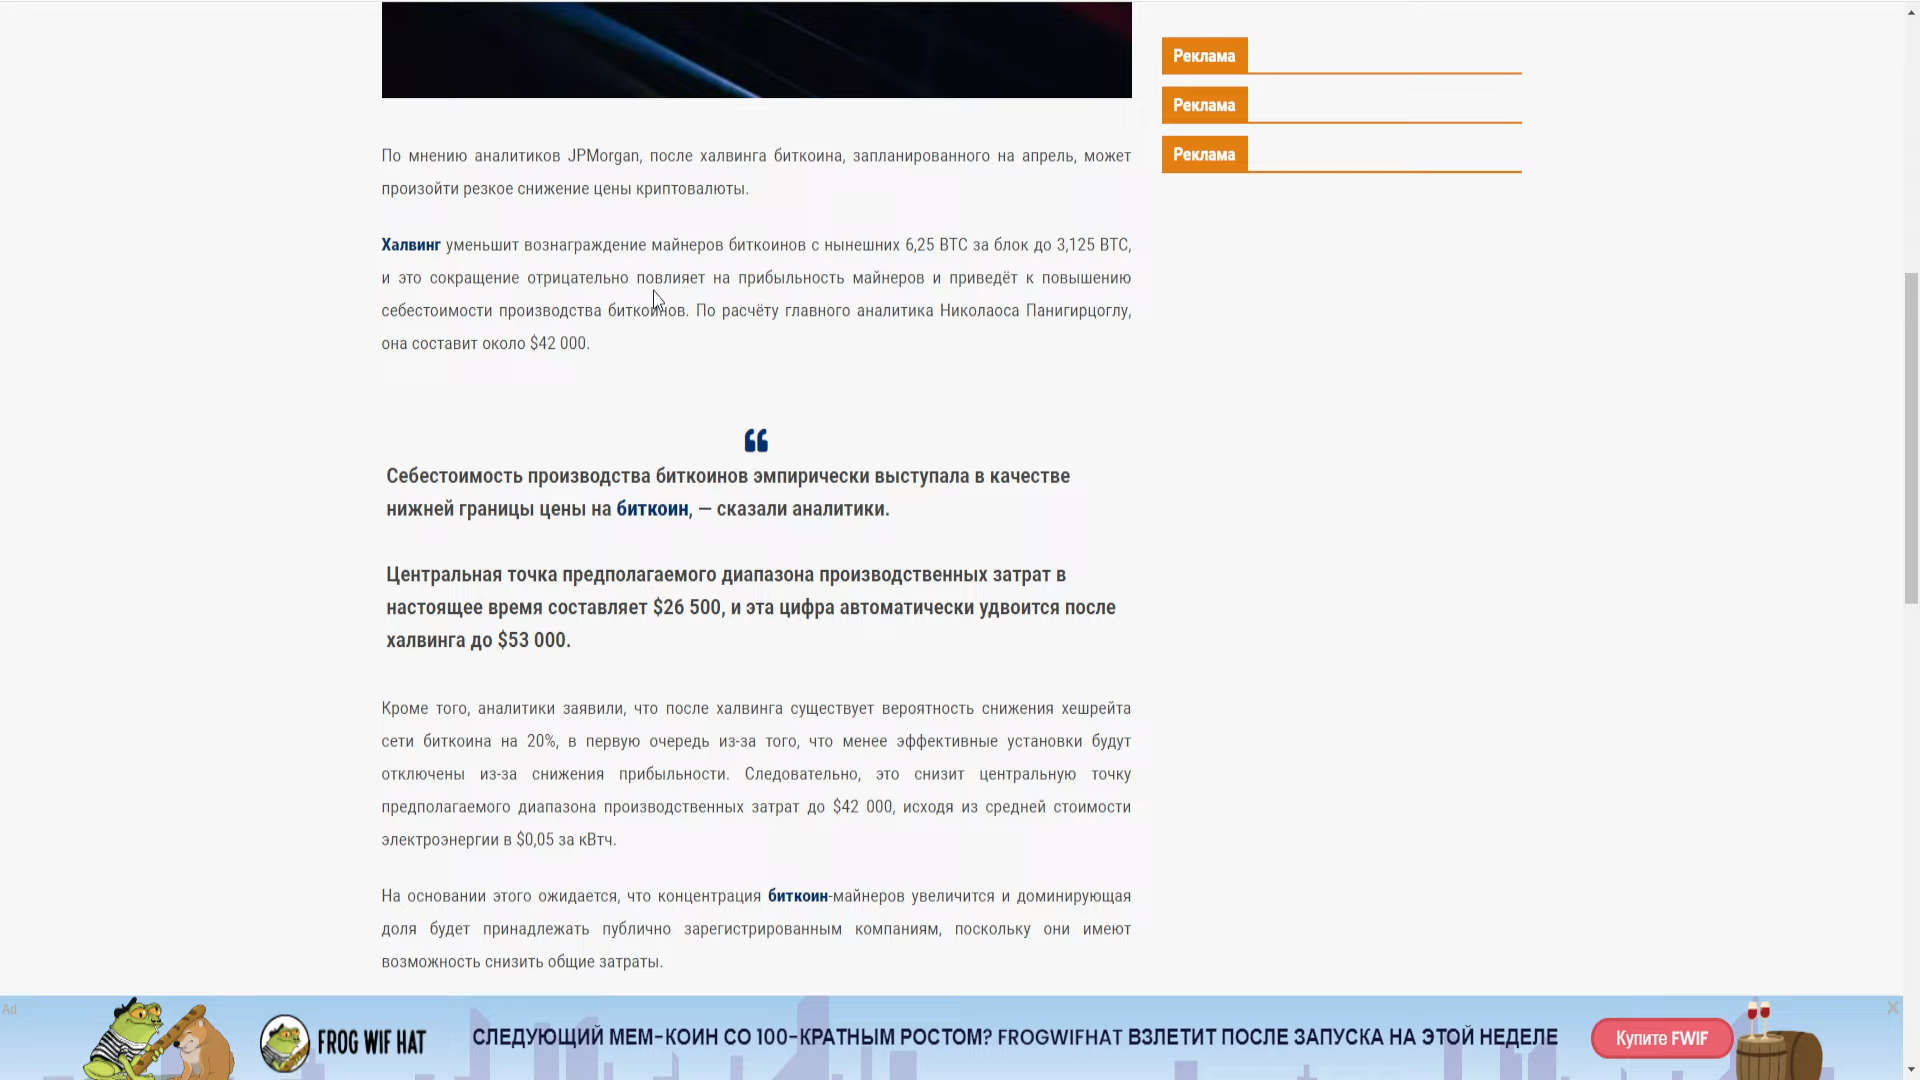 Реклама
Реклама
Реклама
По мнению аналитиков JPMorgan, после халвинга биткоина, запланированного на апрель, может
произойти резкое снижение цены криптовалюты.
Халвинг уменьшит вознаграждение майнеров биткоинов с нынешних 6,25 BTC за блок до 3,125 BTC,
и это сокращение отрицательно повлияет на прибыльность майнеров и приведёт к повышению
себестоимости производства биткоинов. По расчёту главного аналитика Николаоса Панигирцоглу,
она составит около $42 000.
“
Себестоимость производства биткоинов эмпирически выступала в качестве
нижней границы цены на биткоин, — сказали аналитики.
Центральная точка предполагаемого диапазона производственных затрат в
настоящее время составляет $26 500, и эта цифра автоматически удвоится после
халвинга до $53 000.
Кроме того, аналитики заявили, что после халвинга существует вероятность снижения хешрейта
сети биткоина на 20%, в первую очередь из-за того, что менее эффективные установки будут
отключены из-за снижения прибыльности. Следовательно, это снизит центральную точку
предполагаемого диапазона производственных затрат до $42 000, исходя из средней стоимости
электроэнергии в $0,05 за кВтч.
На основании этого ожидается, что концентрация биткоин-майнеров увеличится и доминирующая
доля будет принадлежать публично зарегистрированным компаниям, поскольку они имеют
возможность снизить общие затраты.
Ad
FROG WIF HAT
СЛЕДУЮЩИЙ МЕМ-КОИН СО 100-КРАТНЫМ РОСТОМ? FROGWIFHAT ВЗЛЕТИТ ПОСЛЕ ЗАПУСКА НА ЭТОЙ НЕДЕЛЕ
Купите FWIF